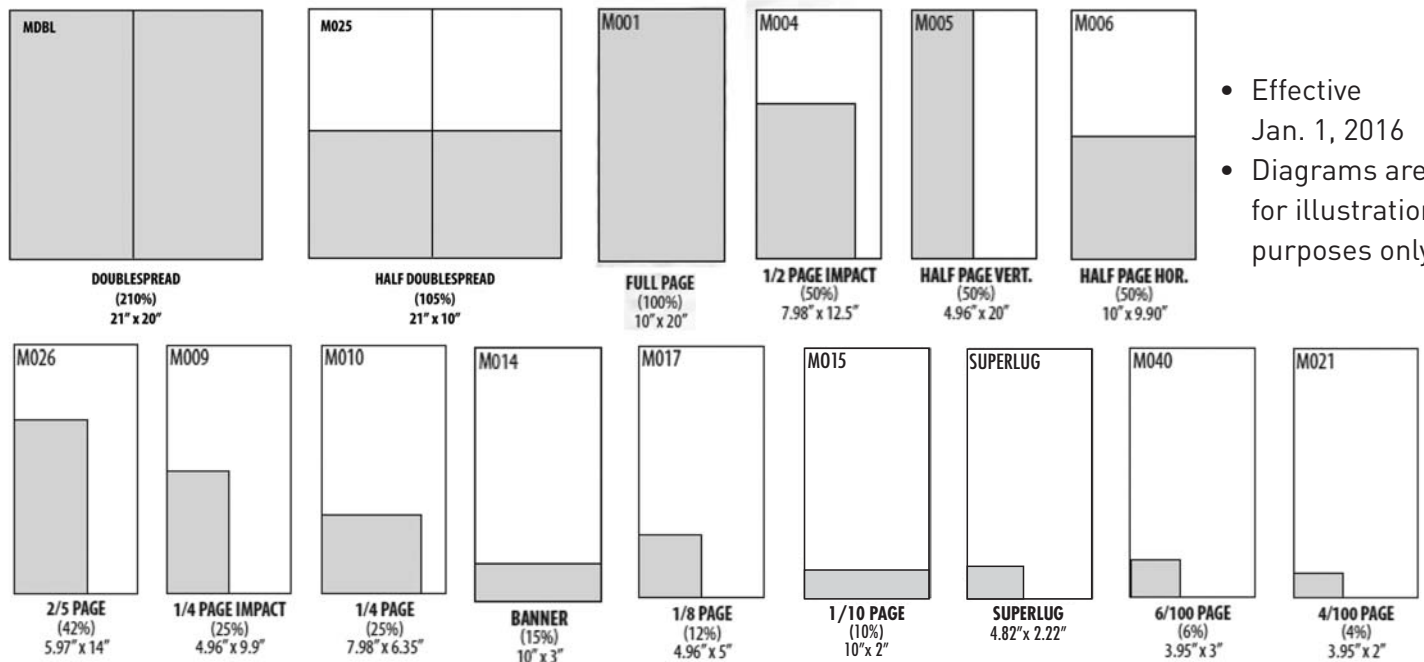 MDBL
DOUBLESPREAD
(210%)
21" x 20"
M025
HALF DOUBLESPREAD
(105%)
21" x 10"
M001
FULL PAGE
(100%)
10" x 20"
M004
1/2 PAGE IMPACT
(50%)
7.98" x 12.5"
M005
HALF PAGE VERT.
(50%)
4.96" x 20"
M006
HALF PAGE HOR.
(50%)
10" x 9.90"
• Effective
Jan. 1, 2016
• Diagrams are
for illustration
purposes only
M026
2/5 PAGE
(42%)
5.97" x 14"
M009
1/4 PAGE IMPACT
(25%)
4.96" x 9.9"
M010
1/4 PAGE
(25%)
7.98" x 6.35"
M014
BANNER
(15%)
10" x 3"
M017
1/8 PAGE
(12%)
4.96" x 5"
M015
1/10 PAGE
(10%)
10" x 2"
SUPERLUG
SUPERLUG
4.82" x 2.22"
M040
6/100 PAGE
(6%)
3.95" x 3"
M021
4/100 PAGE
(4%)
3.95" x 2"